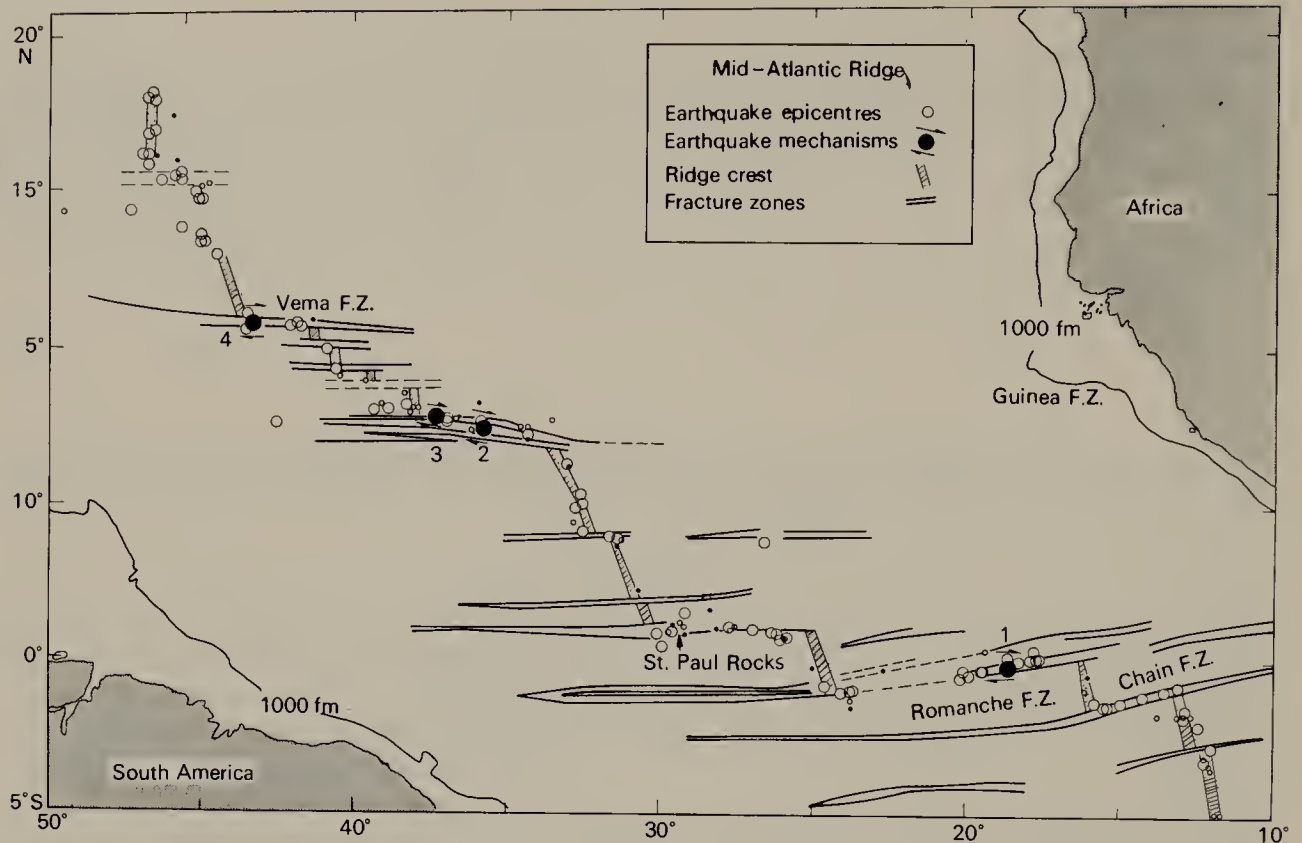 20°
N
15°
5°
10°
0°
5°S
50°
40°
30°
20°
10°
Mid-Atlantic Ridge
Earthquake epicentres
Earthquake mechanisms
Ridge crest
Fracture zones
Africa
1000 fm
Guinea F.Z.
Vema F.Z.
4
3
2
St. Paul Rocks
1
Romanche F.Z.
Chain F.Z.
1000 fm
South America